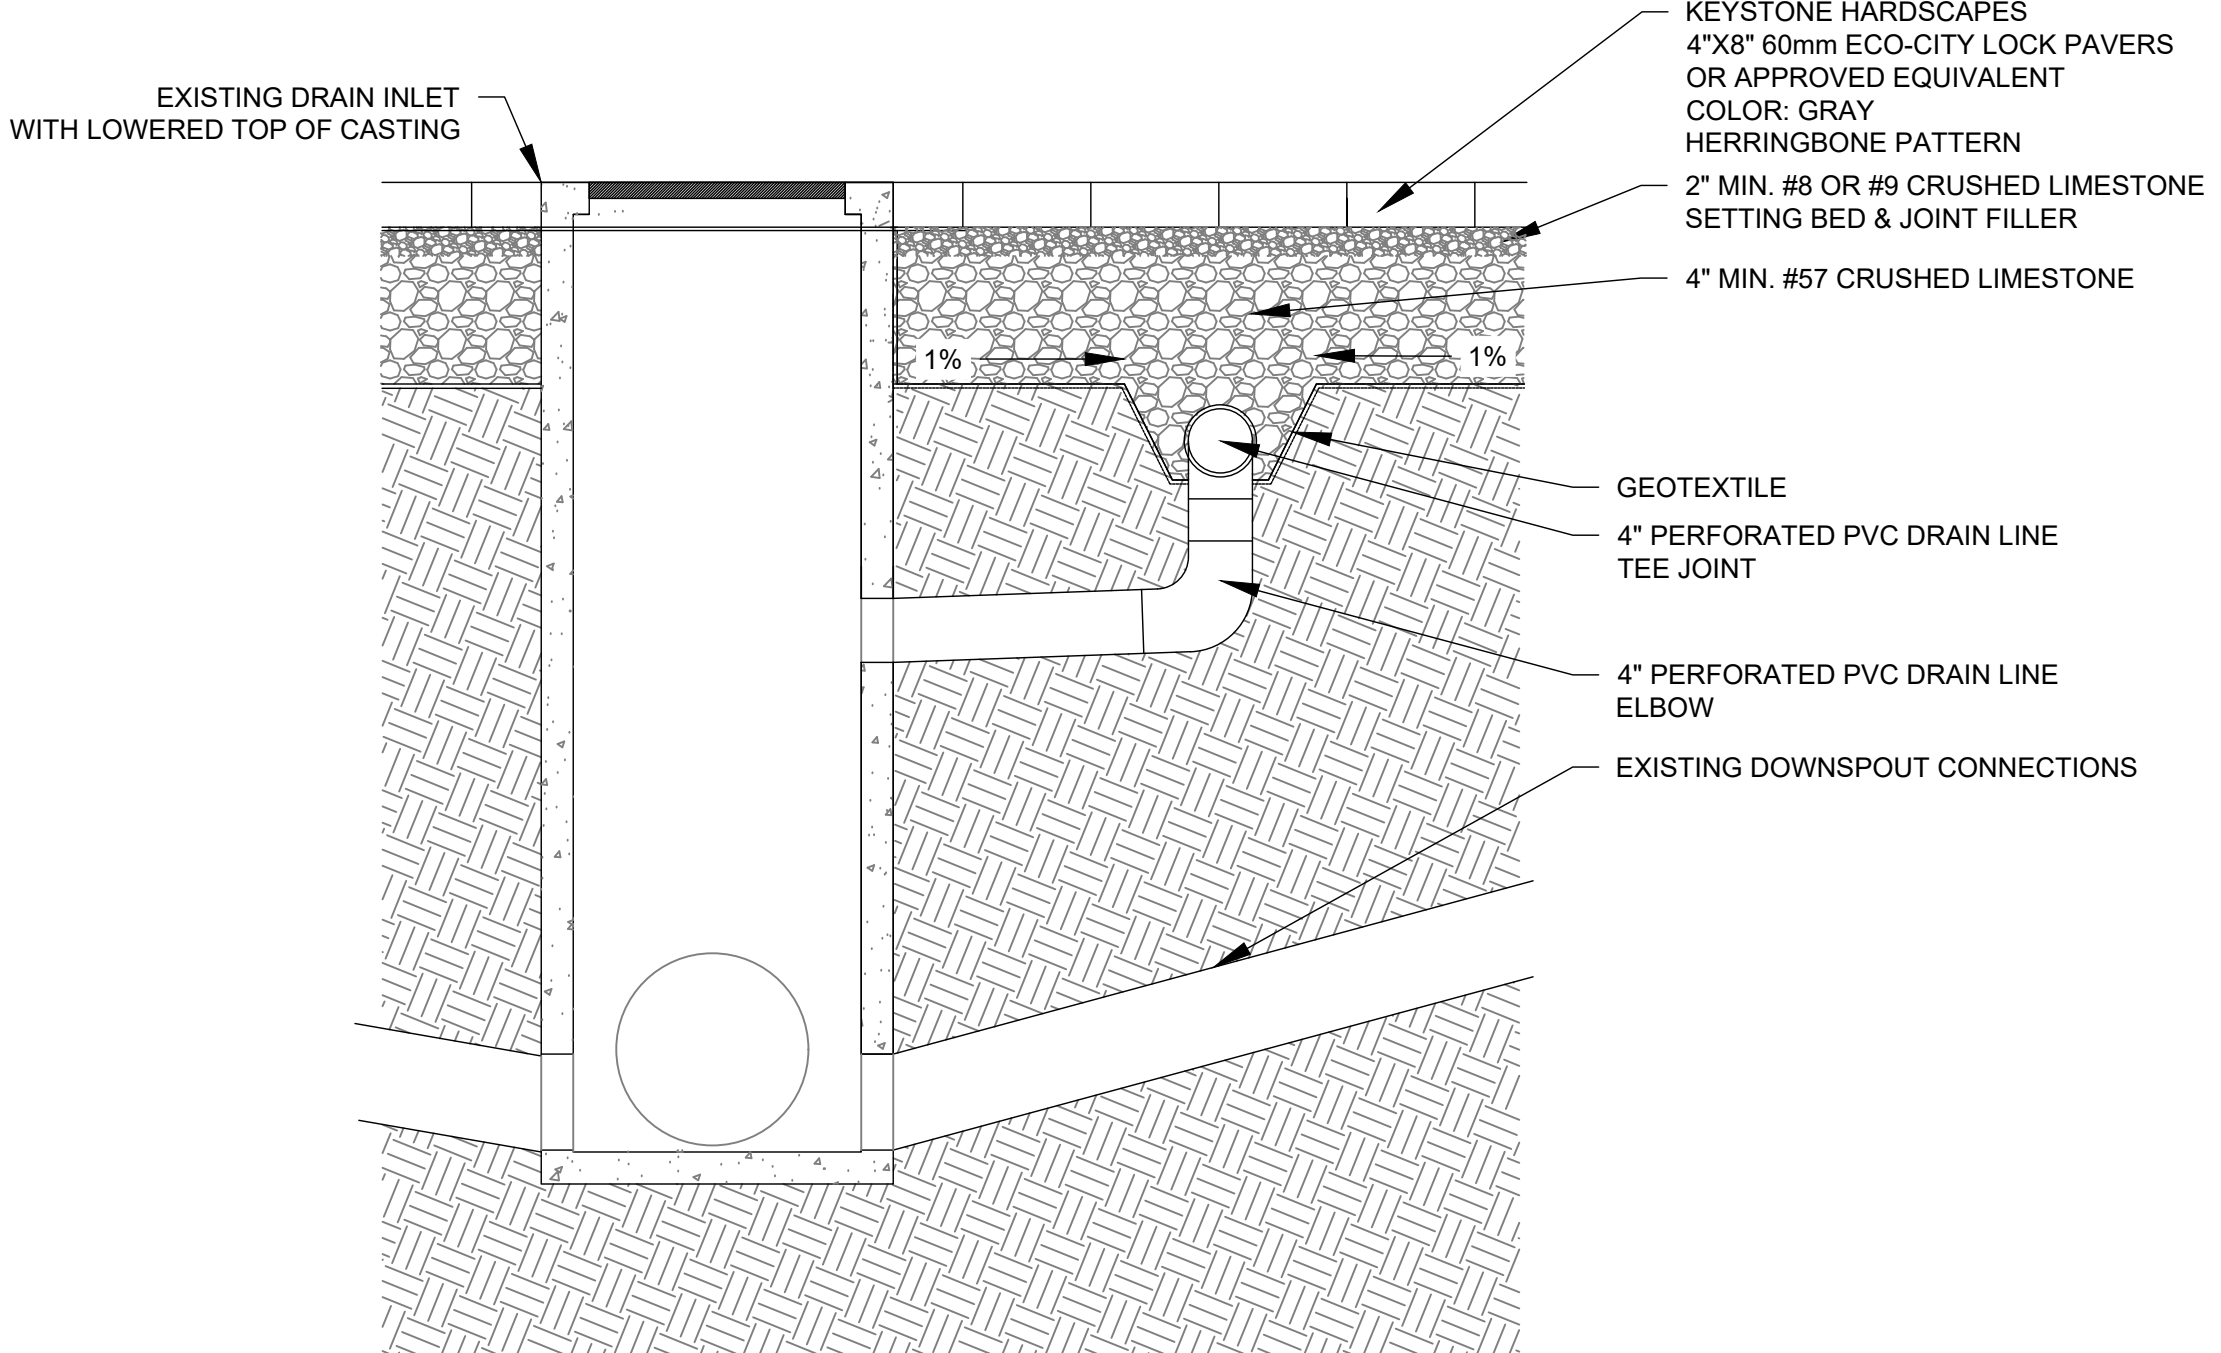 EXISTING DRAIN INLET
WITH LOWERED TOP OF CASTING
KEYSTONE HARDSCAPES
4"X8" 60mm ECO-CITY LOCK PAVERS
OR APPROVED EQUIVALENT
COLOR: GRAY
HERRINGBONE PATTERN
2" MIN. #8 OR #9 CRUSHED LIMESTONE
SETTING BED & JOINT FILLER
4" MIN. #57 CRUSHED LIMESTONE
1%
1%
GEOTEXTILE
4" PERFORATED PVC DRAIN LINE
TEE JOINT
4" PERFORATED PVC DRAIN LINE
ELBOW
EXISTING DOWNSPOUT CONNECTIONS